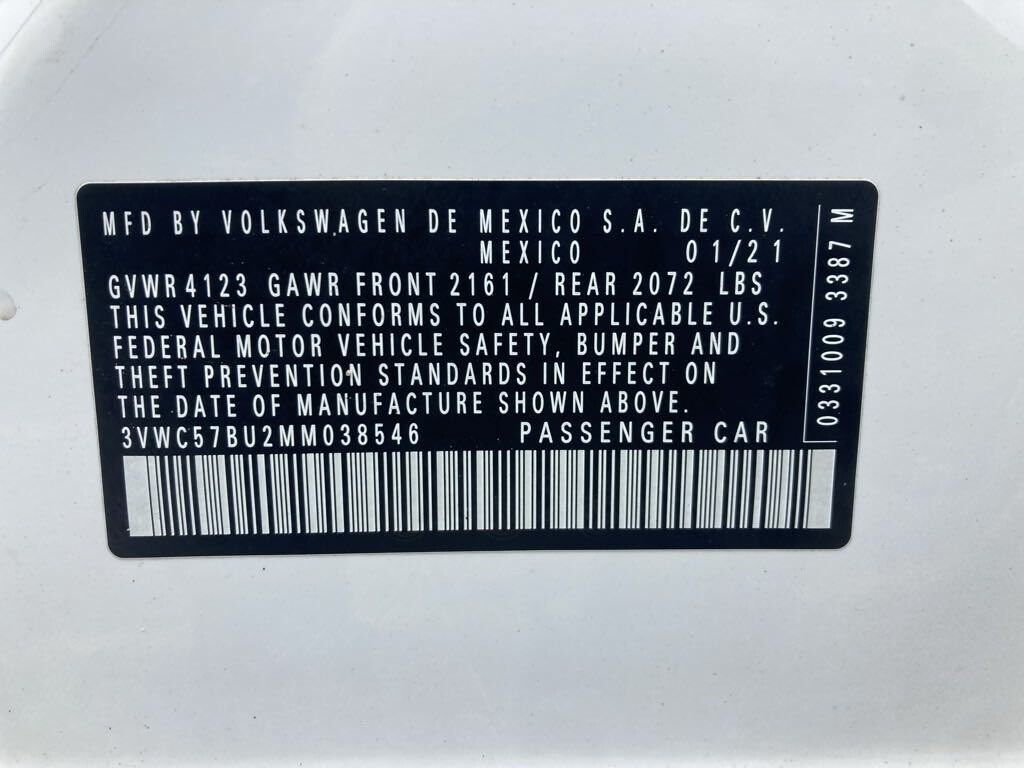 MFD BY VOLKSWAGEN DE MEXICO S.A. DE C.V.
MEXICO 01/21
GVWR 4123 GAWR FRONT 2161 / REAR 2072 LBS
THIS VEHICLE CONFORMS TO ALL APPLICABLE U.S.
FEDERAL MOTOR VEHICLE SAFETY, BUMPER AND
THEFT PREVENTION STANDARDS IN EFFECT ON
THE DATE OF MANUFACTURE SHOWN ABOVE.
3VWC57BU2MM038546 PASSENGER CAR
0331009 3387 M